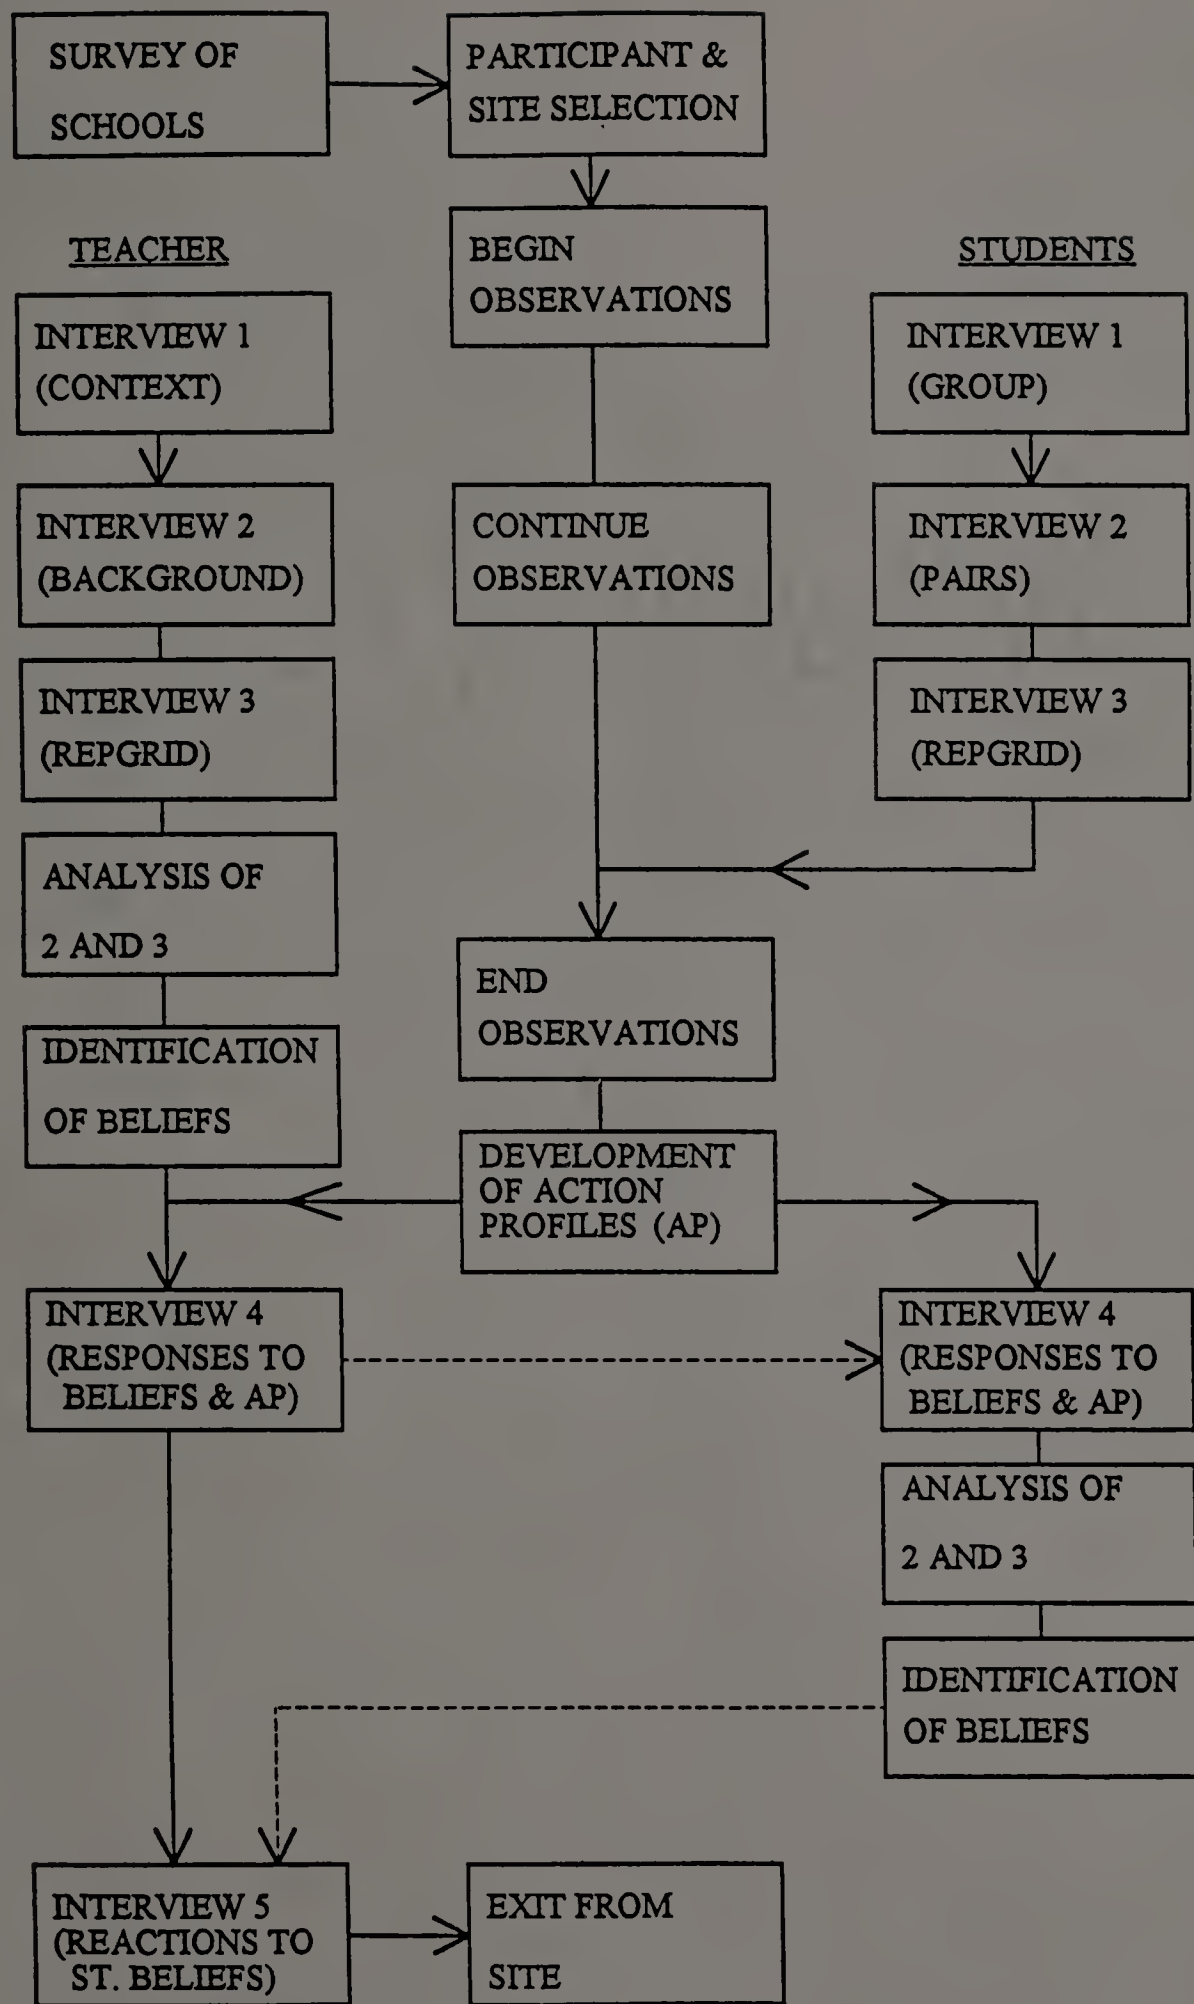 SURVEY OF
SCHOOLS
PARTICIPANT &
SITE SELECTION
TEACHER
BEGIN
OBSERVATIONS
STUDENTS
INTERVIEW 1
(CONTEXT)
INTERVIEW 1
(GROUP)
INTERVIEW 2
(BACKGROUND)
CONTINUE
OBSERVATIONS
INTERVIEW 2
(PAIRS)
INTERVIEW 3
(REPGRID)
INTERVIEW 3
(REPGRID)
ANALYSIS OF
2 AND 3
END
OBSERVATIONS
IDENTIFICATION
OF BELIEFS
DEVELOPMENT
OF ACTION
PROFILES (AP)
INTERVIEW 4
(RESPONSES TO
BELIEFS & AP)
INTERVIEW 4
(RESPONSES TO
BELIEFS & AP)
ANALYSIS OF
2 AND 3
IDENTIFICATION
OF BELIEFS
INTERVIEW 5
(REACTIONS TO
ST. BELIEFS)
EXIT FROM
SITE